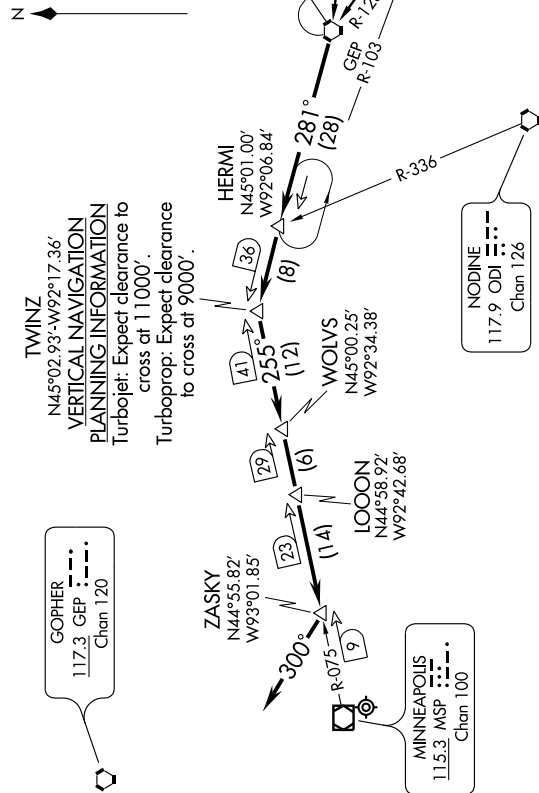 N
TWINZ
N45°02.93'-W92°17.36'
VERTICAL NAVIGATION
PLANNING INFORMATION
Turbojet: Expect clearance to
cross at 11000'.
Turboprop: Expect clearance
to cross at 9000'.
HERMI
N45°01.00'
W92°06.84'
GEP
R-103
281°
(28)
36
(8)
R-336
41
255°
(12)
WOLVS
N45°00.25'
W92°34.38'
29
(6)
LOOON
N44°58.92'
W92°42.68'
23
(14)
ZASKY
N44°55.82'
W93°01.85'
300°
R-075
9
GOPHER
117.3 GEP
Chan 120
NODINE
117.9 ODI
Chan 126
MINNEAPOLIS
115.3 MSP
Chan 100